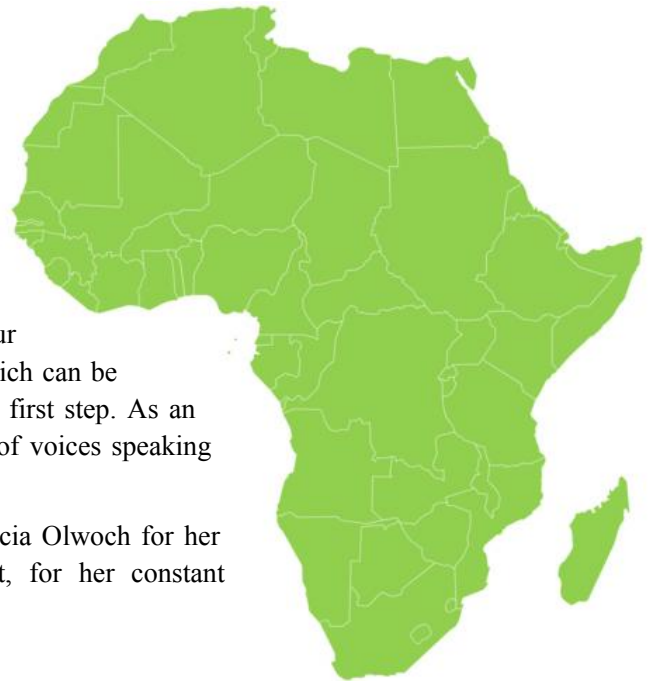 ur
ich can be
first step. As an
of voices speaking
cia Olwoch for her
t, for her constant